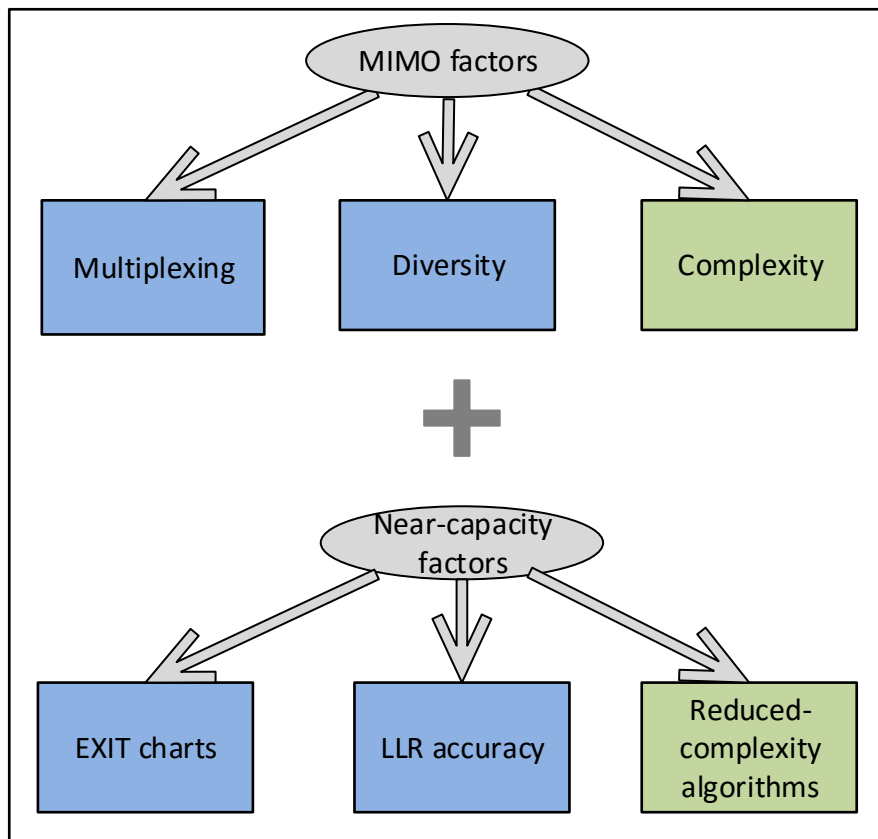 MIMO factors
Multiplexing
Diversity
Complexity
Near-capacity
factors
EXIT charts
LLR accuracy
Reduced-
complexity
algorithms